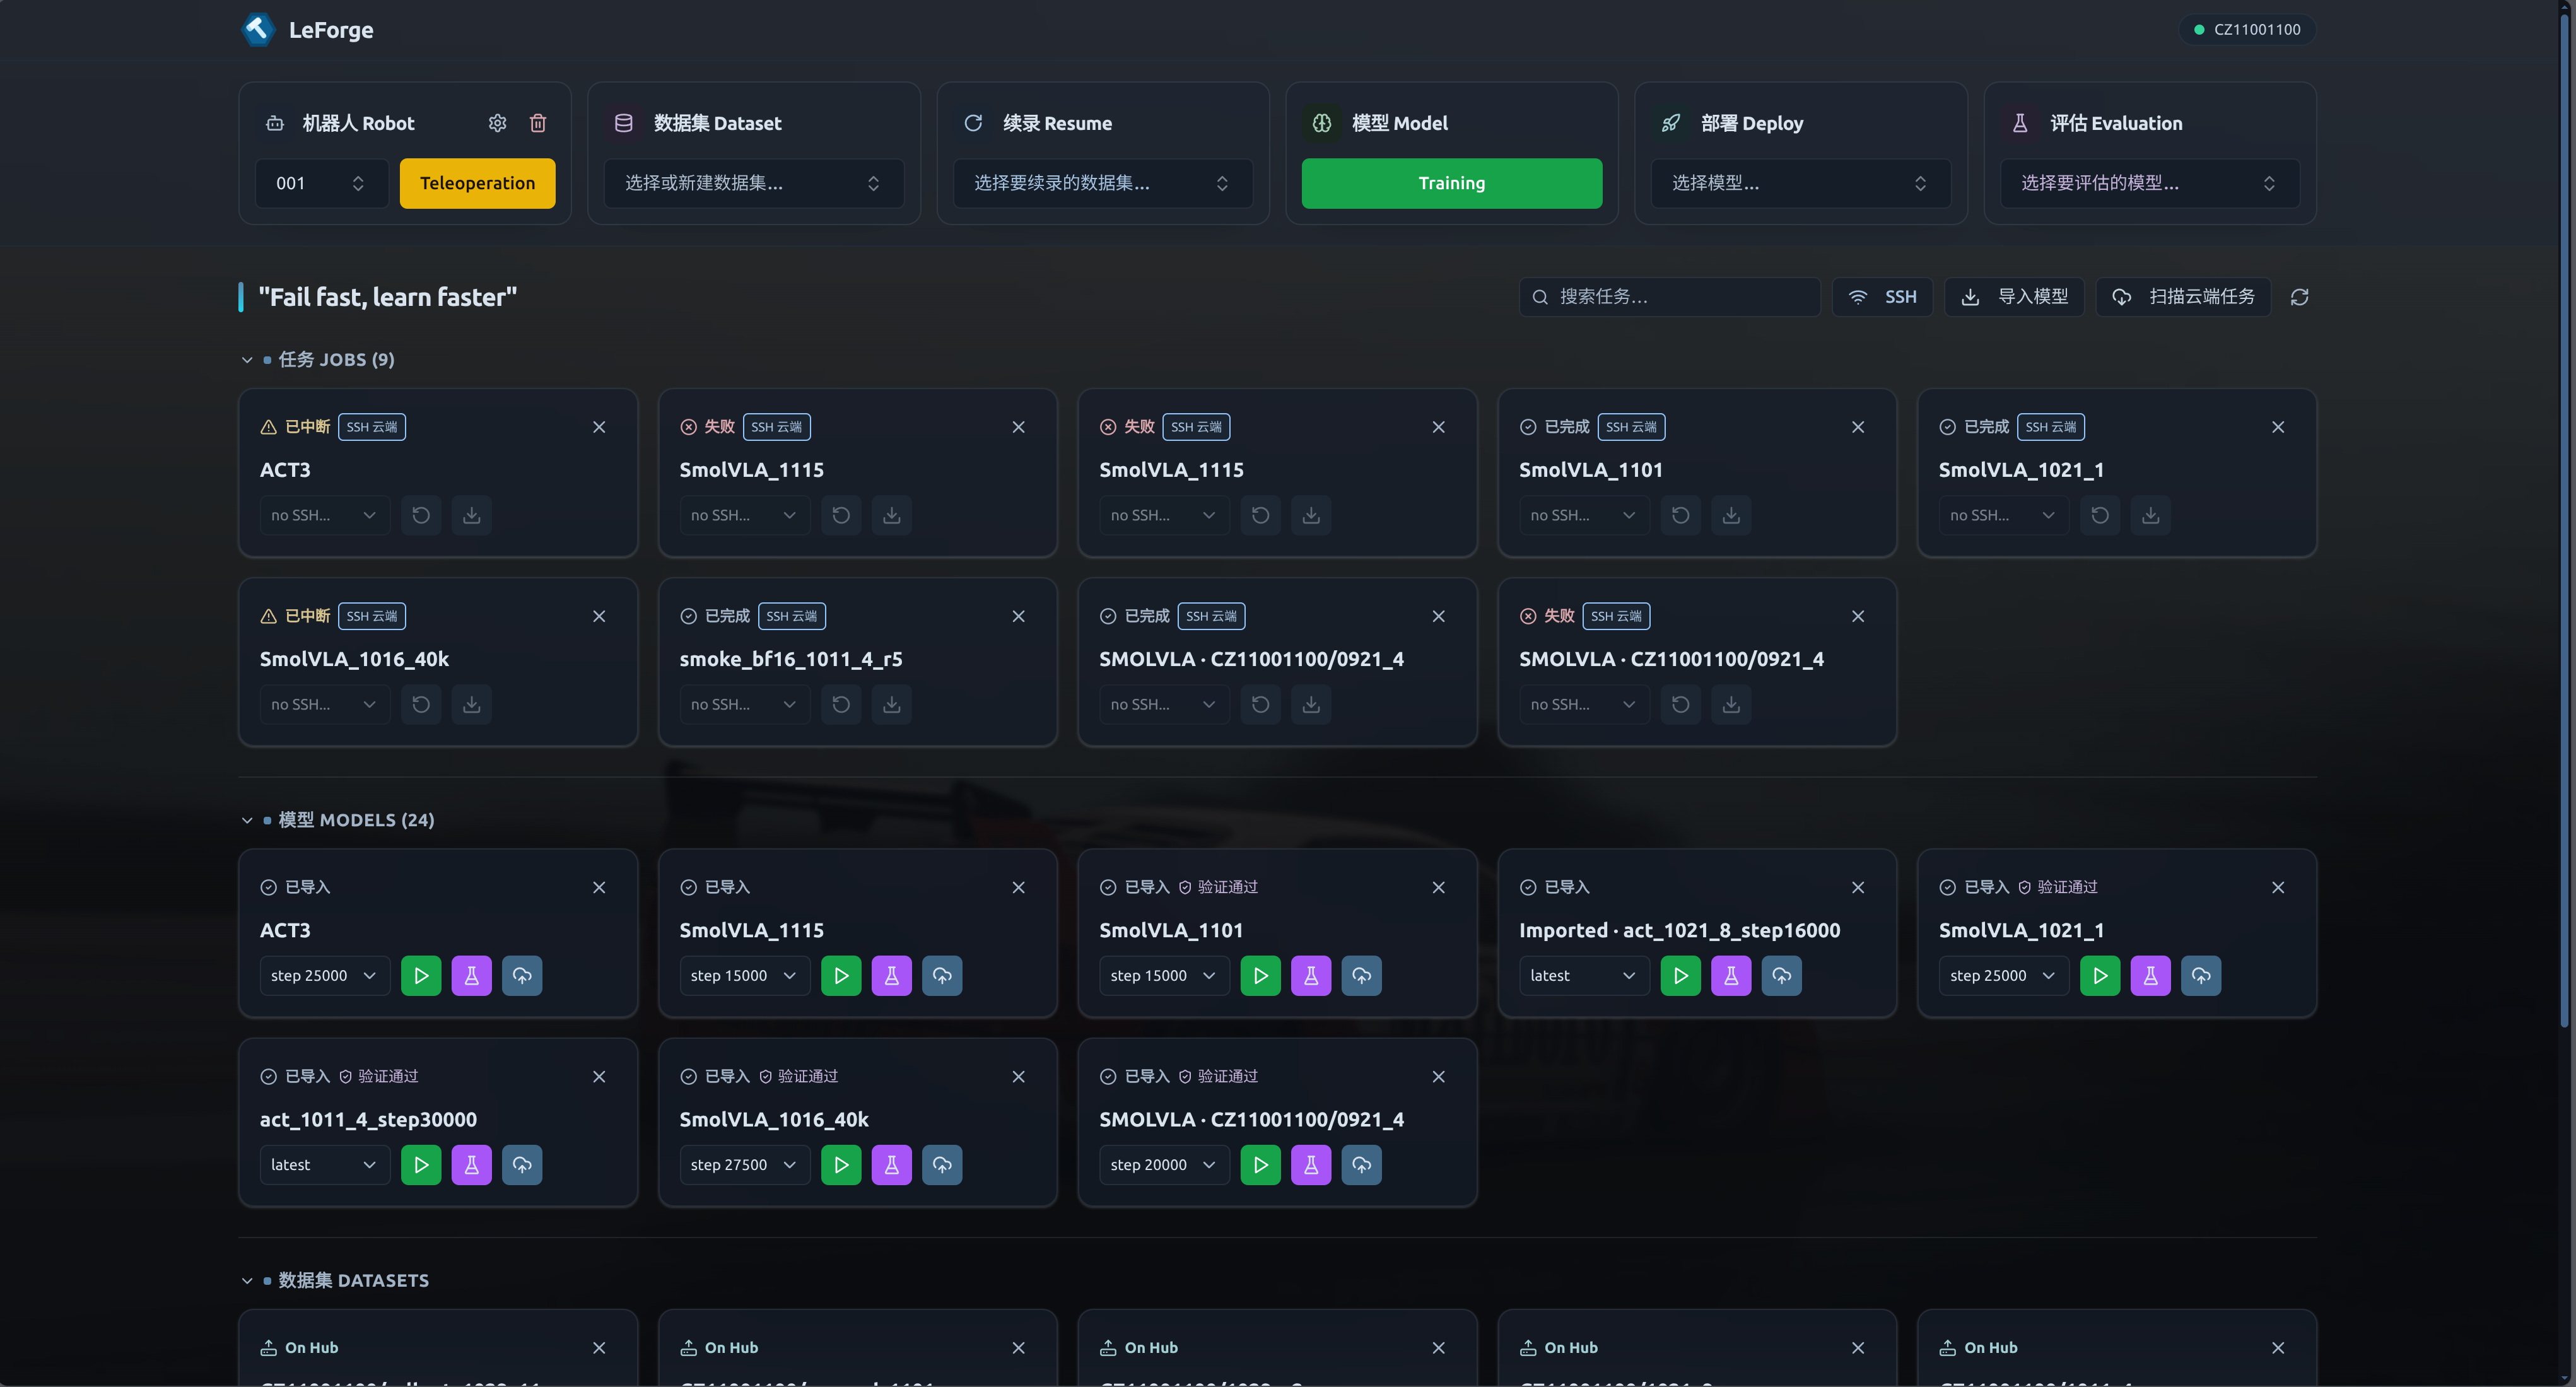 LeForge
CZ11001100
机器人 Robot
数据集 Dataset
续录 Resume
模型 Model
部署 Deploy
评估 Evaluation
001
Teleoperation
选择或新建数据集...
选择要续录的数据集...
Training
选择模型...
选择要评估的模型...
"Fail fast, learn faster"
搜索任务...
SSH
导入模型
扫描云端任务
任务 JOBS (9)
已中断 SSH 云端
失败 SSH 云端
失败 SSH 云端
已完成 SSH 云端
已完成 SSH 云端
ACT3
SmolVLA_1115
SmolVLA_1115
SmolVLA_1101
SmolVLA_1021_1
no SSH...
no SSH...
no SSH...
no SSH...
no SSH...
已中断 SSH 云端
已完成 SSH 云端
已完成 SSH 云端
失败 SSH 云端
SmolVLA_1016_40k
smoke_bf16_1011_4_r5
SMOLVLA · CZ11001100/0921_4
SMOLVLA · CZ11001100/0921_4
no SSH...
no SSH...
no SSH...
no SSH...
模型 MODELS (24)
已导入
已导入
已导入 验证通过
已导入
已导入 验证通过
ACT3
SmolVLA_1115
SmolVLA_1101
Imported · act_1021_8_step16000
SmolVLA_1021_1
step 25000
step 15000
step 15000
latest
step 25000
已导入 验证通过
已导入 验证通过
已导入 验证通过
act_1011_4_step30000
SmolVLA_1016_40k
SMOLVLA · CZ11001100/0921_4
latest
step 27500
step 20000
数据集 DATASETS
On Hub
On Hub
On Hub
On Hub
On Hub